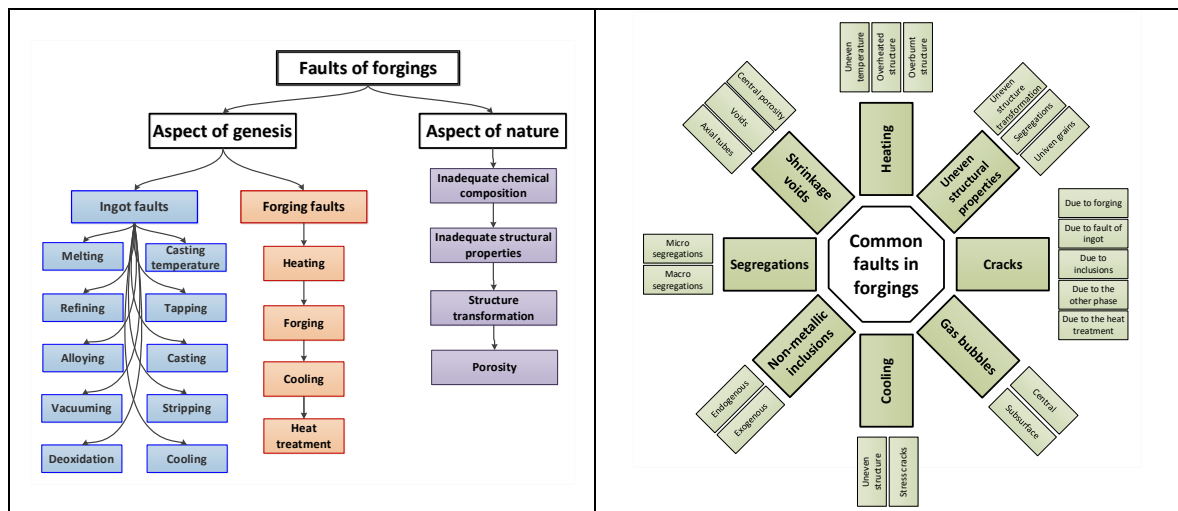 Faults of forgings
Aspect of genesis
Aspect of nature
Ingot faults
Forging faults
Melting
Casting
temperature
Refining
Tapping
Alloying
Casting
Vacuuming
Stripping
Deoxidation
Cooling
Heating
Forging
Cooling
Heat
treatment
Inadequate chemical
composition
Inadequate structural
properties
Structure
transformation
Porosity
Common
faults in
forgings
Heating
Uneven
temperature
Overheated
structure
Overburnt
structure
Uneven
structural
properties
Uneven
structure
transformation
Segregations
Univen grains
Cracks
Due to forging
Due to fault of
ingot
Due to
inclusions
Due to the
other phase
Due to the heat
treatment
Gas bubbles
Central
Subsurface
Cooling
Uneven
structure
Stress cracks
Non-metallic
inclusions
Endogenous
Exogenous
Segregations
Micro
segregations
Macro
segregations
Shrinkage
voids
Central porosity
Voids
Axial tubes